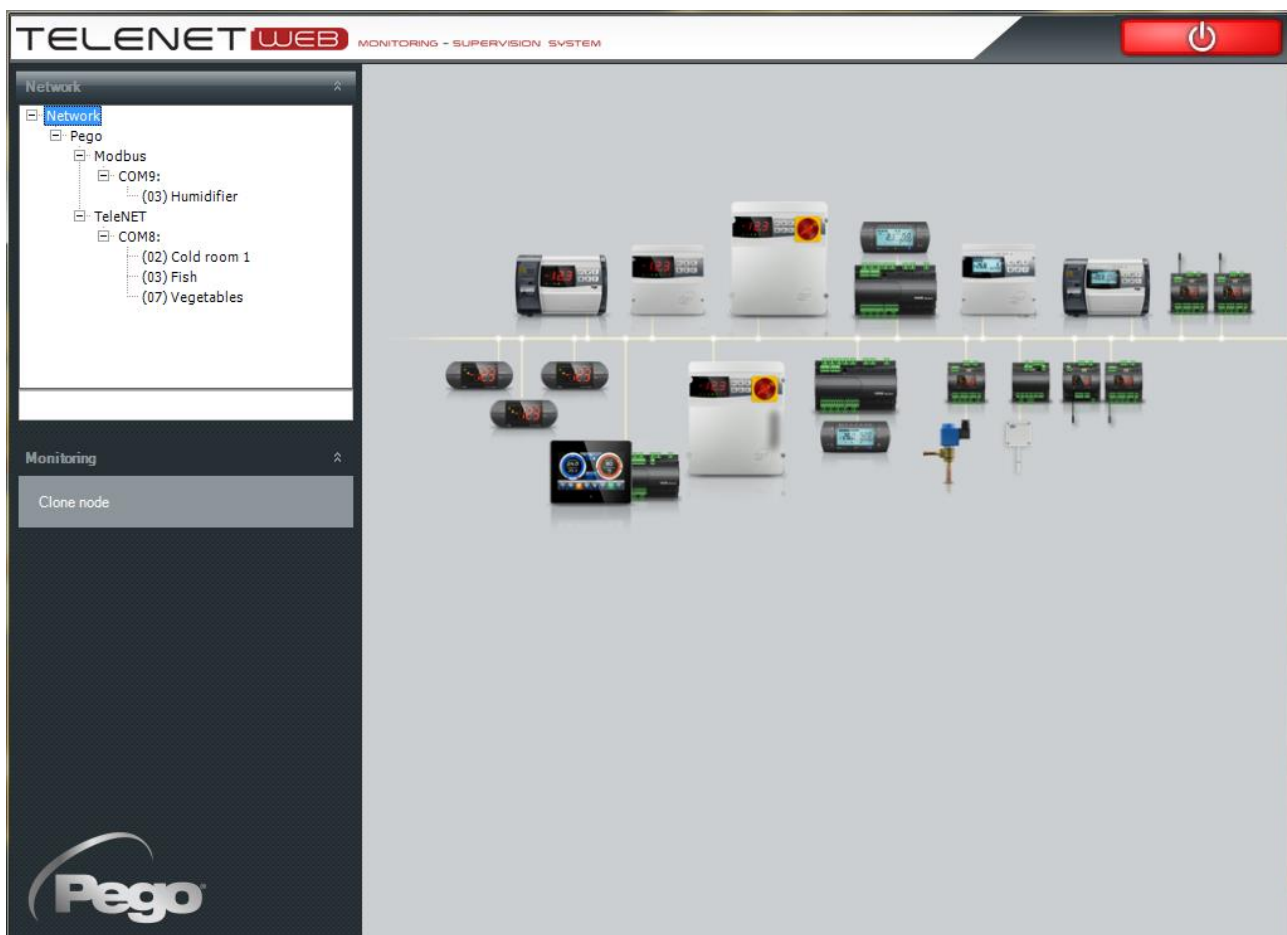 TELENET WEB MONITORING - SUPERVISION SYSTEM
Network
Network
Pego
Modbus
COM9:
(03) Humidifier
TeleNET
COM8:
(02) Cold room 1
(03) Fish
(07) Vegetables
Monitoring
Clone node
Pego